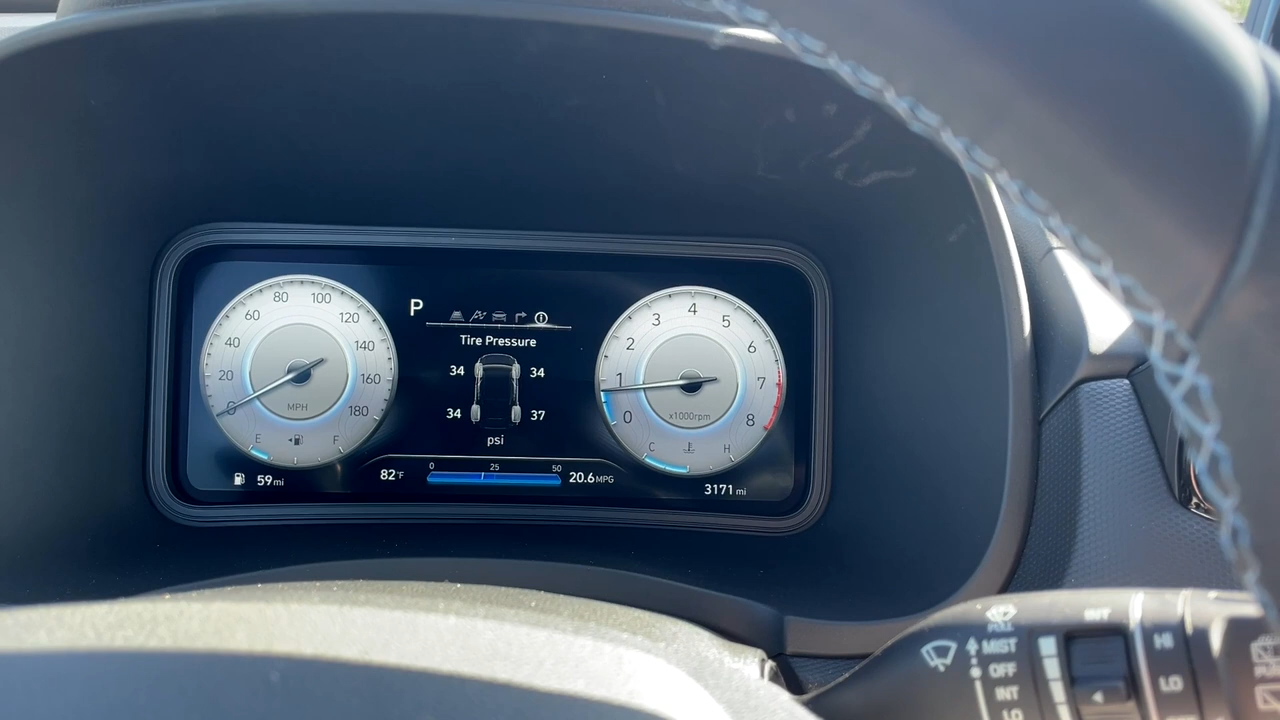 80 100
60 120
40 140
20 160
0 180
MPH
E F
59 mi
P
Tire Pressure
34 34
34 37
psi
82°F
0 25 50
20.6 MPG
4
3 5
2 6
1 7
0 8
x1000rpm
C H
3171 mi
PULL
MIST
OFF
INT
LO
INT
HI
LO